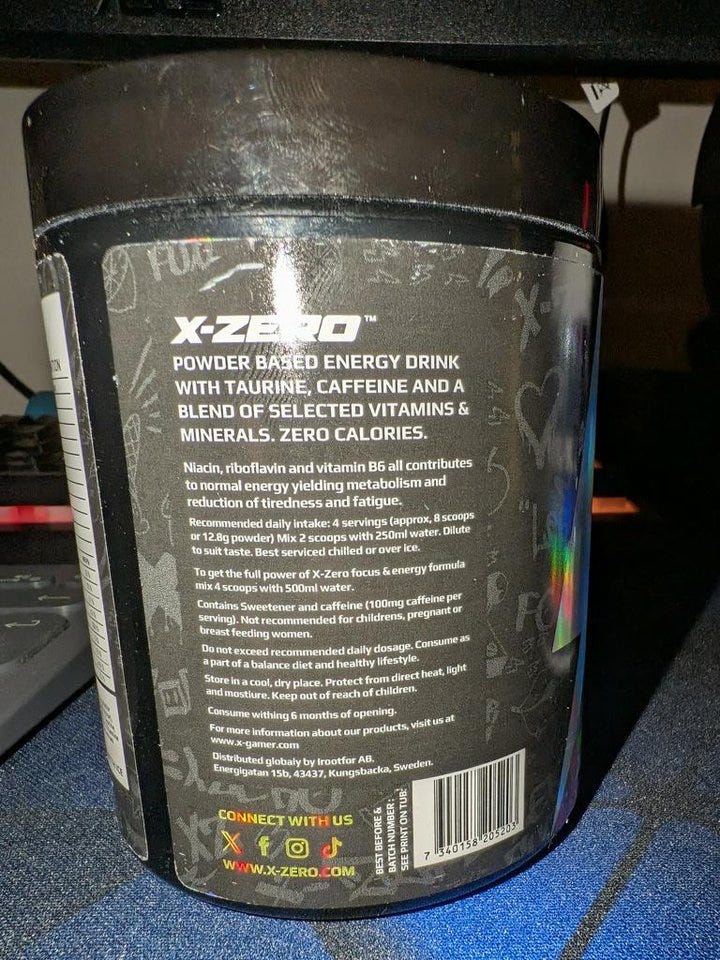 X-ZERO™
POWDER BASED ENERGY DRINK
WITH TAURINE, CAFFEINE AND A
BLEND OF SELECTED VITAMINS &
MINERALS. ZERO CALORIES.
Niacin, riboflavin and vitamin B6 all contributes
to normal energy yielding metabolism and
reduction of tiredness and fatigue.
Recommended daily intake: 4 servings (approx, 8 scoops
or 12.8g powder) Mix 2 scoops with 250ml water. Dilute
to suit taste. Best serviced chilled or over ice.
To get the full power of X-Zero focus & energy formula
mix 4 scoops with 500ml water.
Contains Sweetener and caffeine (100mg caffeine per
serving). Not recommended for childrens, pregnant or
breast feeding women.
Do not exceed recommended daily dosage. Consume as
a part of a balance diet and healthy lifestyle.
Store in a cool, dry place. Protect from direct heat, light
and mostiure. Keep out of reach of children.
Consume withing 6 months of opening.
For more information about our products, visit us at
www.x-gamer.com
Distributed globaly by Irootfor AB.
Energigatan 15b, 43437, Kungsbacka, Sweden.
CONNECT WITH US
WWW.X-ZERO.COM
BEST BEFORE &
BATCH NUMBER:
SEE PRINT ON TUB.
7 340158 205203